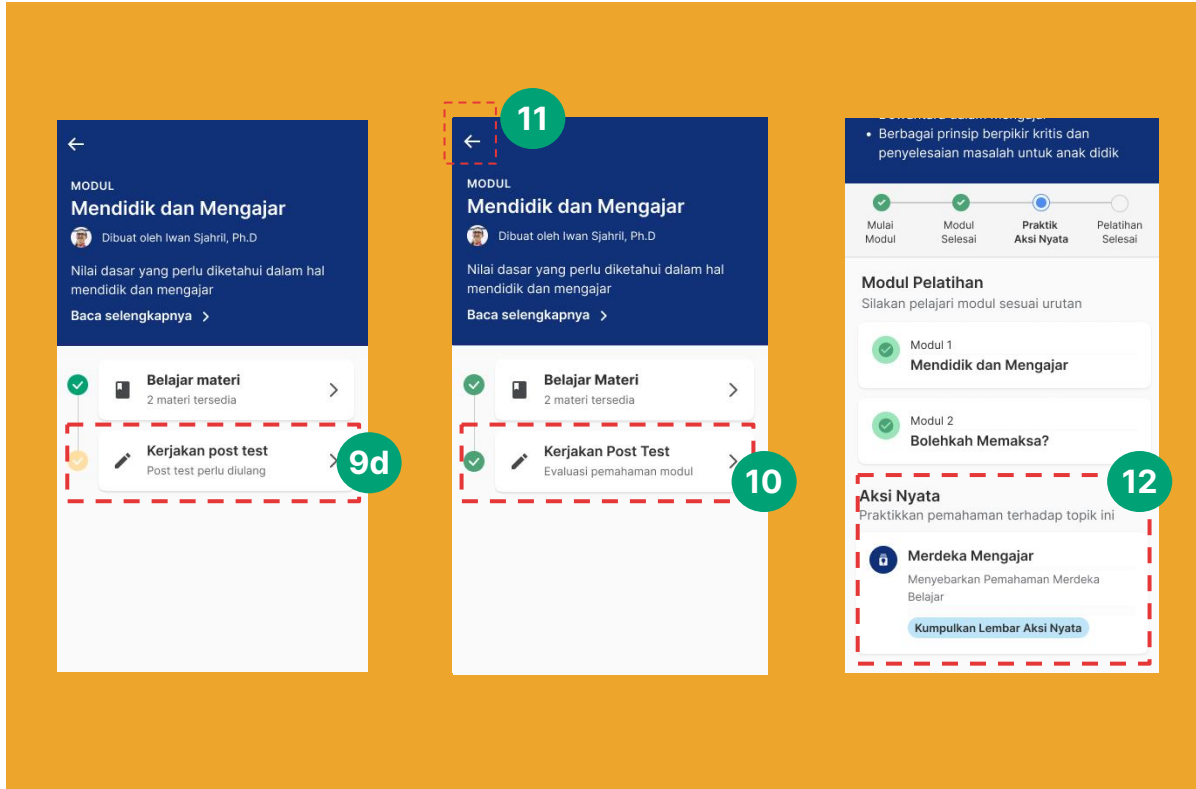 MODUL
Mendidik dan Mengajar
Dibuat oleh Iwan Sjahril, Ph.D
Nilai dasar yang perlu diketahui dalam hal
mendidik dan mengajar
Baca selengkapnya >
Belajar materi
2 materi tersedia
Kerjakan post test
Post test perlu diulang
9d
11
MODUL
Mendidik dan Mengajar
Dibuat oleh Iwan Sjahril, Ph.D
Nilai dasar yang perlu diketahui dalam hal
mendidik dan mengajar
Baca selengkapnya >
Belajar Materi
2 materi tersedia
Kerjakan Post Test
Evaluasi pemahaman modul
10
• Berbagai prinsip berpikir kritis dan
penyelesaian masalah untuk anak didik
Mulai Modul
Modul Selesai
Praktik Aksi Nyata
Pelatihan Selesai
Modul Pelatihan
Silakan pelajari modul sesuai urutan
Modul 1
Mendidik dan Mengajar
Modul 2
Bolehkah Memaksa?
12
Aksi Nyata
Praktikkan pemahaman terhadap topik ini
Merdeka Mengajar
Menyebarkan Pemahaman Merdeka
Belajar
Kumpulkan Lembar Aksi Nyata